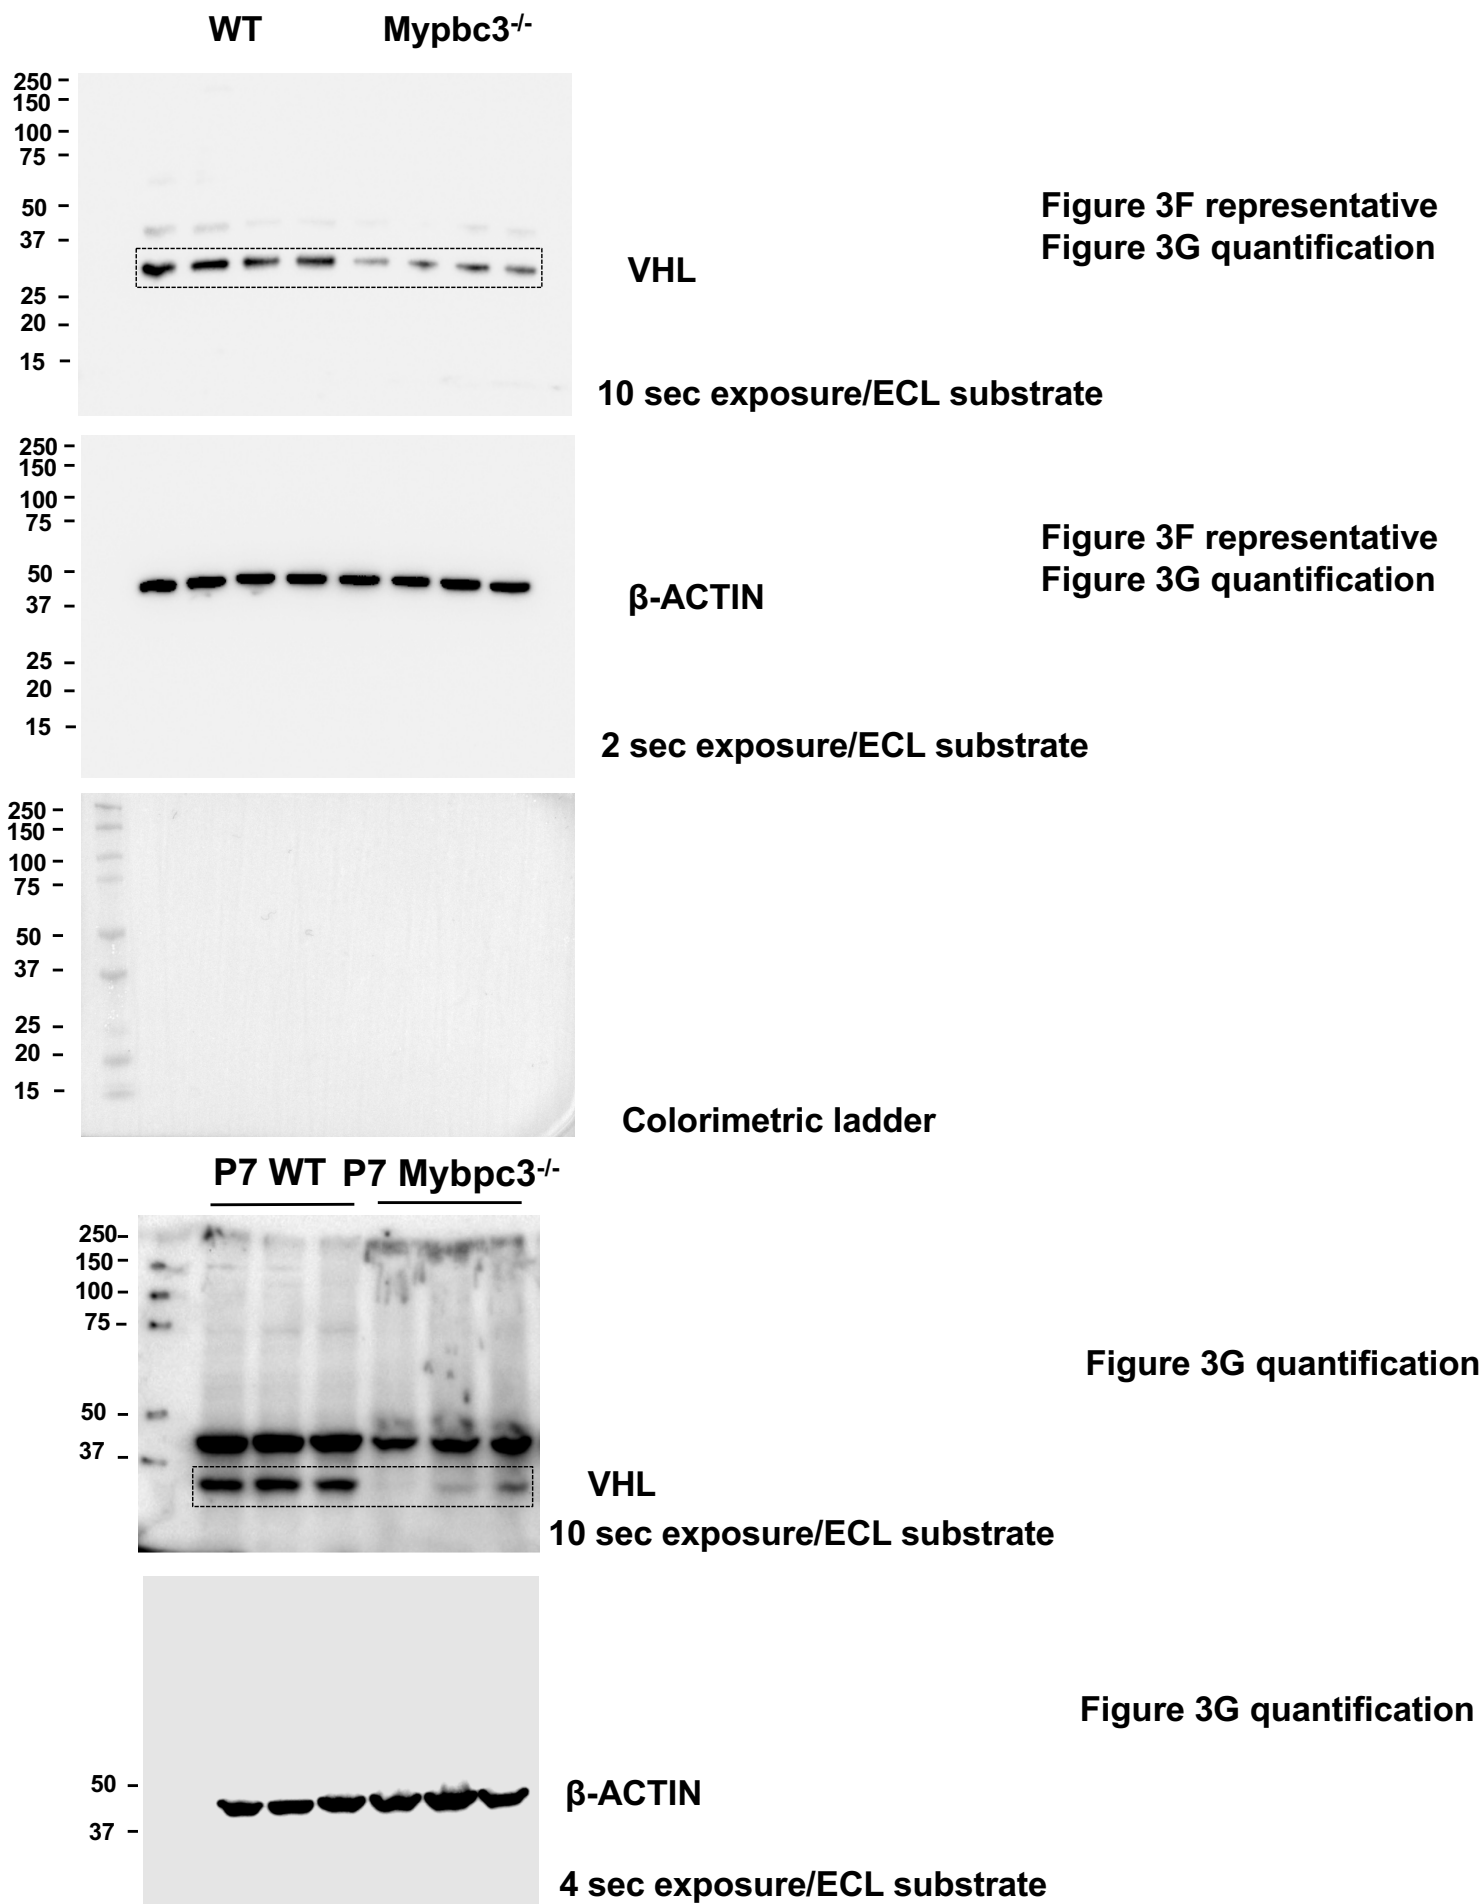 WT Mypbc3-/-
250
150
100
75
50
37
25
20
15
VHL
Figure 3F representative
Figure 3G quantification
10 sec exposure/ECL substrate
250
150
100
75
50
37
25
20
15
β-ACTIN
Figure 3F representative
Figure 3G quantification
2 sec exposure/ECL substrate
250
150
100
75
50
37
25
20
15
Colorimetric ladder
P7 WT P7 Mybpc3-/-
250
150
100
75
50
37
Figure 3G quantification
VHL
10 sec exposure/ECL substrate
Figure 3G quantification
50
37
β-ACTIN
4 sec exposure/ECL substrate